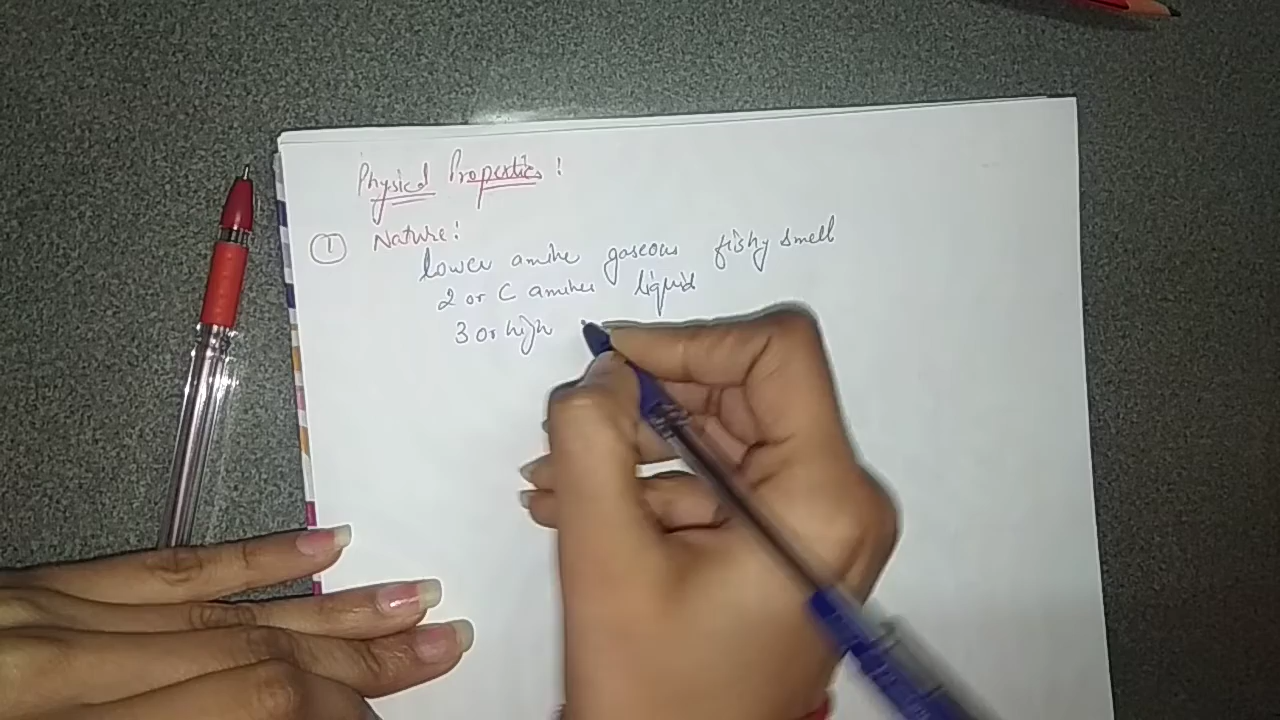 Physical Properties :
① Nature :
lower amine gaseous fishy smell
2 or C amines liquid
3 or high